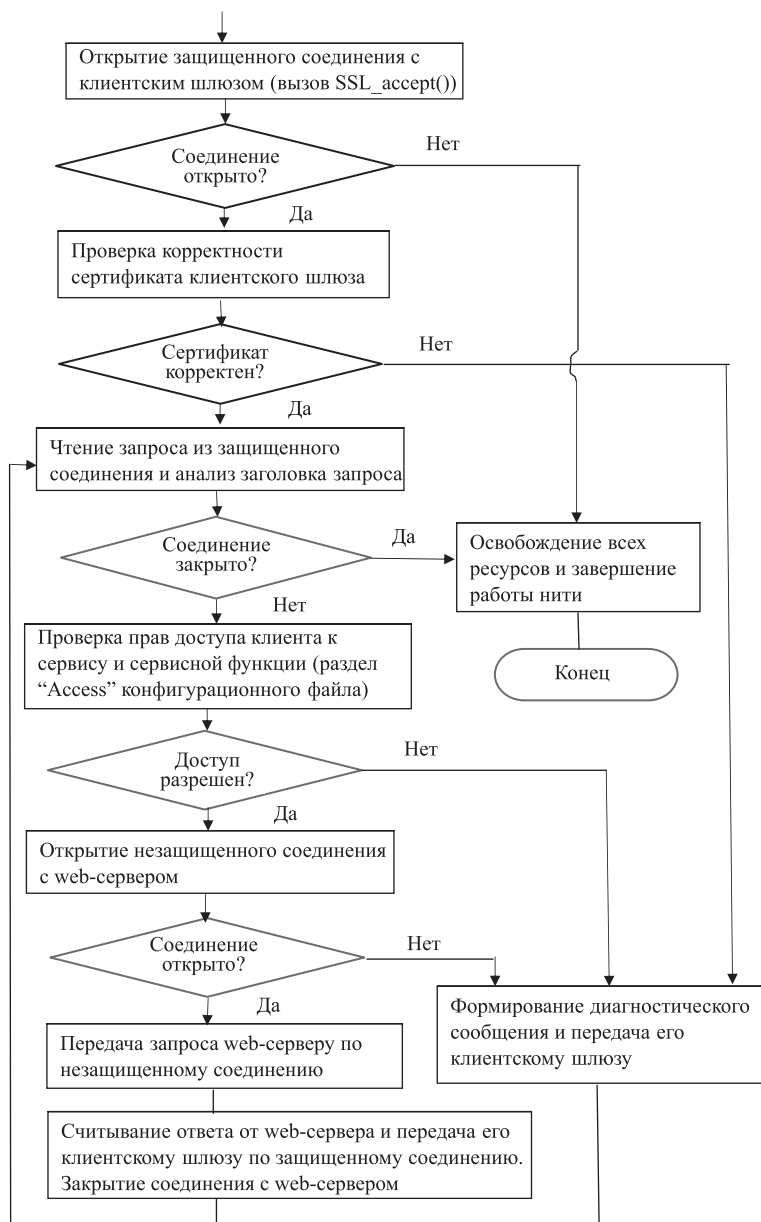 Открытие защищенного соединения с
клиентским шлюзом (вызов SSL_accept())
Соединение
открыто?
Нет
Да
Проверка корректности
сертификата клиентского шлюза
Сертификат
корректен?
Нет
Да
Чтение запроса из защищенного
соединения и анализ заголовка запроса
Соединение
закрыто?
Да
Нет
Освобождение всех
ресурсов и завершение
работы нити
Конец
Проверка прав доступа клиента к
сервису и сервисной функции (раздел
“Access” конфигурационного файла)
Доступ
разрешен?
Нет
Да
Открытие незащищенного соединения
с web-сервером
Соединение
открыто?
Нет
Да
Формирование диагностического
сообщения и передача его
клиентскому шлюзу
Передача запроса web-серверу по
незащищенному соединению
Считывание ответа от web-сервера и передача его
клиентскому шлюзу по защищенному соединению.
Закрытие соединения с web-сервером